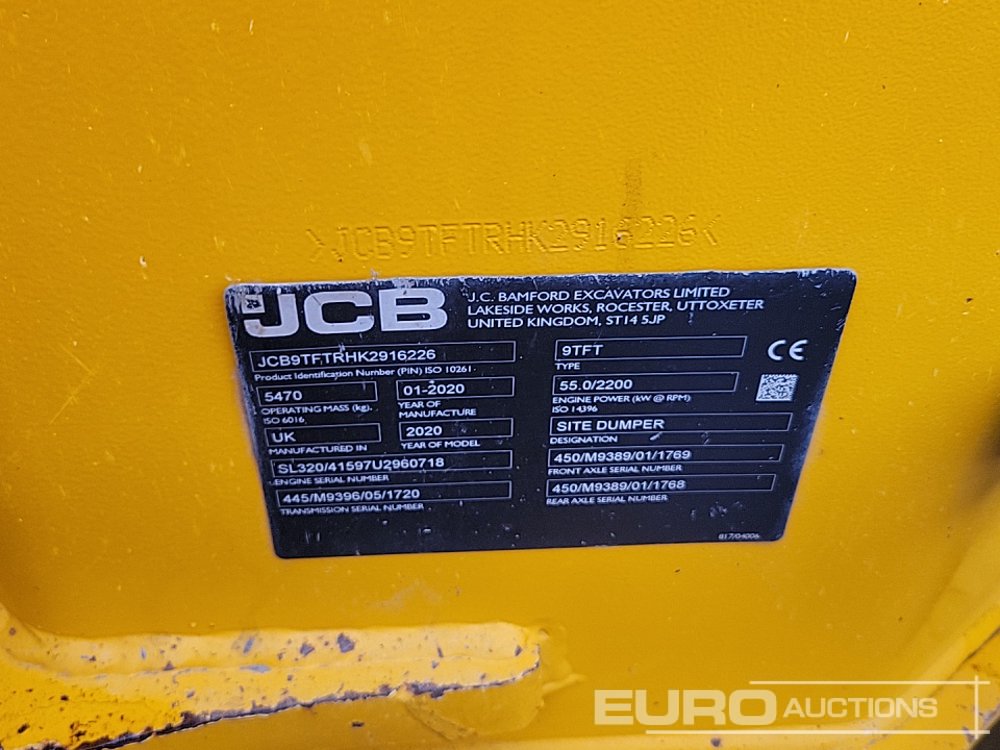 >JCB9TFTRHK2916226<
JCB
J.C. BAMFORD EXCAVATORS LIMITED
LAKESIDE WORKS, ROCESTER, UTTOXETER
UNITED KINGDOM, ST14 5JP
JCB9TFTRHK2916226
Product Identification Number (PIN) ISO 10261
5470
OPERATING MASS (kg).
ISO 6016
01-2020
YEAR OF
MANUFACTURE
UK
MANUFACTURED IN
2020
YEAR OF MODEL
SL320/41597U2960718
ENGINE SERIAL NUMBER
445/M9396/05/1720
TRANSMISSION SERIAL NUMBER
9TFT
TYPE
CE
55.0/2200
ENGINE POWER (kW @ RPM)
ISO 14396
SITE DUMPER
DESIGNATION
450/M9389/01/1769
FRONT AXLE SERIAL NUMBER
450/M9389/01/1768
REAR AXLE SERIAL NUMBER
817/04006
EURO AUCTIONS